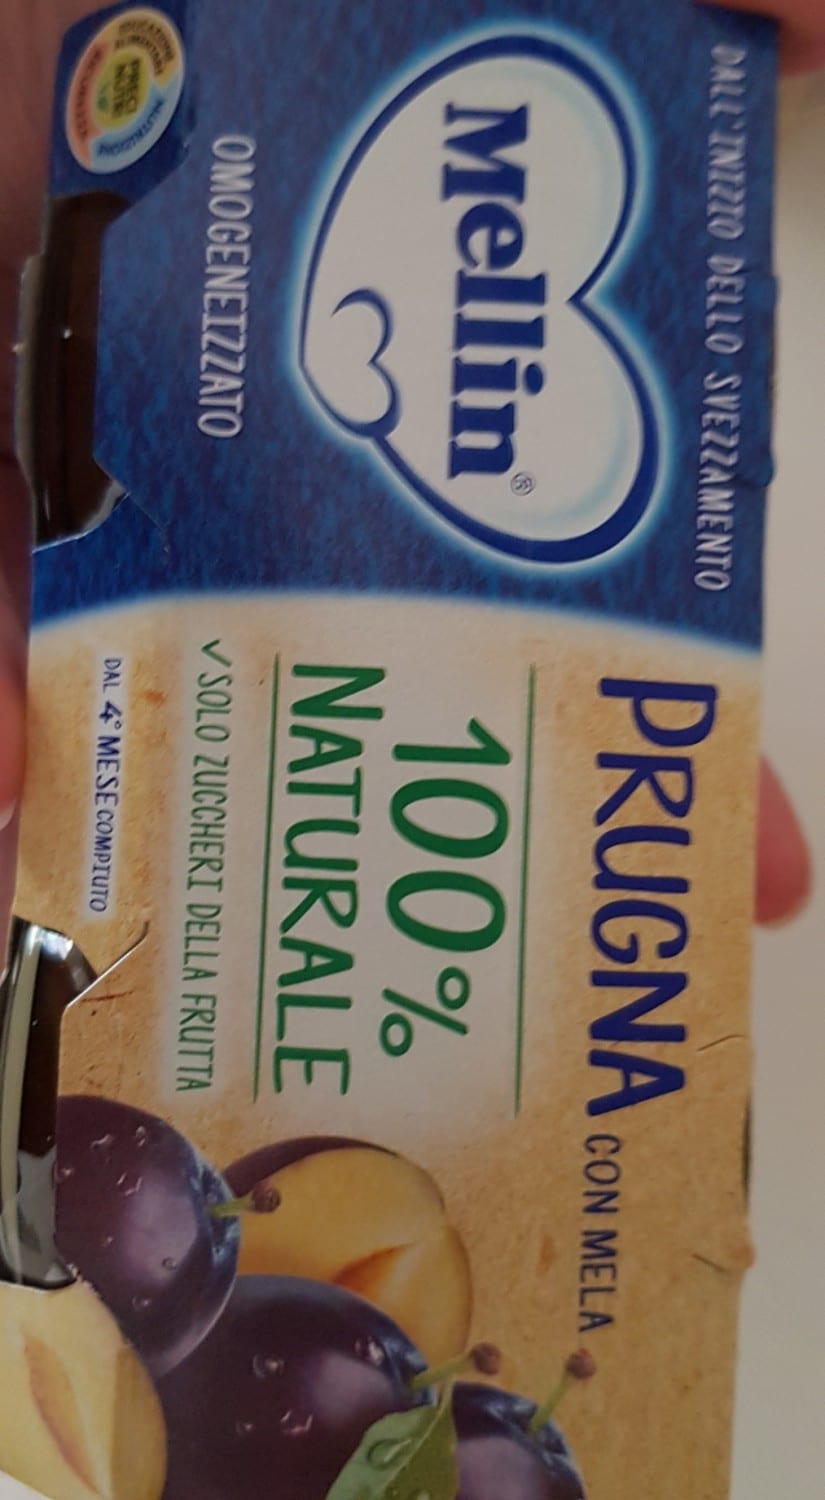 DALL'INIZIO DELLO SVEZZAMENTO
Mellin®
OMOGENEIZZATO
PRUGNA CON MELA
100%
NATURALE
✓ SOLO ZUCCHERI DELLA FRUTTA
DAL 4° MESE COMPIUTO
NUTRIZIONE